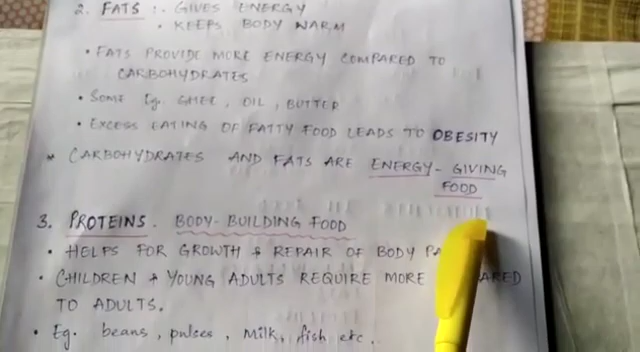 2. FATS :. GIVES ENERGY
• KEEPS BODY WARM
• FATS PROVIDE MORE ENERGY COMPARED TO
CARBOHYDRATES
• Some Eg. GHEE, OIL, BUTTER
• EXCESS EATING OF FATTY FOOD LEADS TO OBESITY
* CARBOHYDRATES AND FATS ARE ENERGY-GIVING
FOOD
3. PROTEINS. BODY-BUILDING FOOD
• HELPS FOR GROWTH & REPAIR OF BODY
• CHILDREN & YOUNG ADULTS REQUIRE MORE
TO ADULTS.
• Eg. beans, pulses, milk, fish etc.